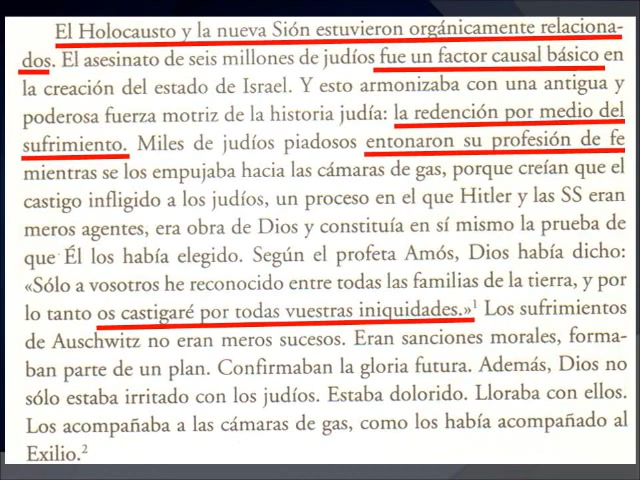 El Holocausto y la nueva Sión estuvieron orgánicamente relaciona-
dos. El asesinato de seis millones de judíos fue un factor causal básico en
la creación del estado de Israel. Y esto armonizaba con una antigua y
poderosa fuerza motriz de la historia judía: la redención por medio del
sufrimiento. Miles de judíos piadosos entonaron su profesión de fe
mientras se los empujaba hacia las cámaras de gas, porque creían que el
castigo infligido a los judíos, un proceso en el que Hitler y las SS eran
meros agentes, era obra de Dios y constituía en sí mismo la prueba de
que Él los había elegido. Según el profeta Amós, Dios había dicho:
«Sólo a vosotros he reconocido entre todas las familias de la tierra, y por
lo tanto os castigaré por todas vuestras iniquidades.»¹ Los sufrimientos
de Auschwitz no eran meros sucesos. Eran sanciones morales, forma-
ban parte de un plan. Confirmaban la gloria futura. Además, Dios no
sólo estaba irritado con los judíos. Estaba dolorido. Lloraba con ellos.
Los acompañaba a las cámaras de gas, como los había acompañado al
Exilio.²